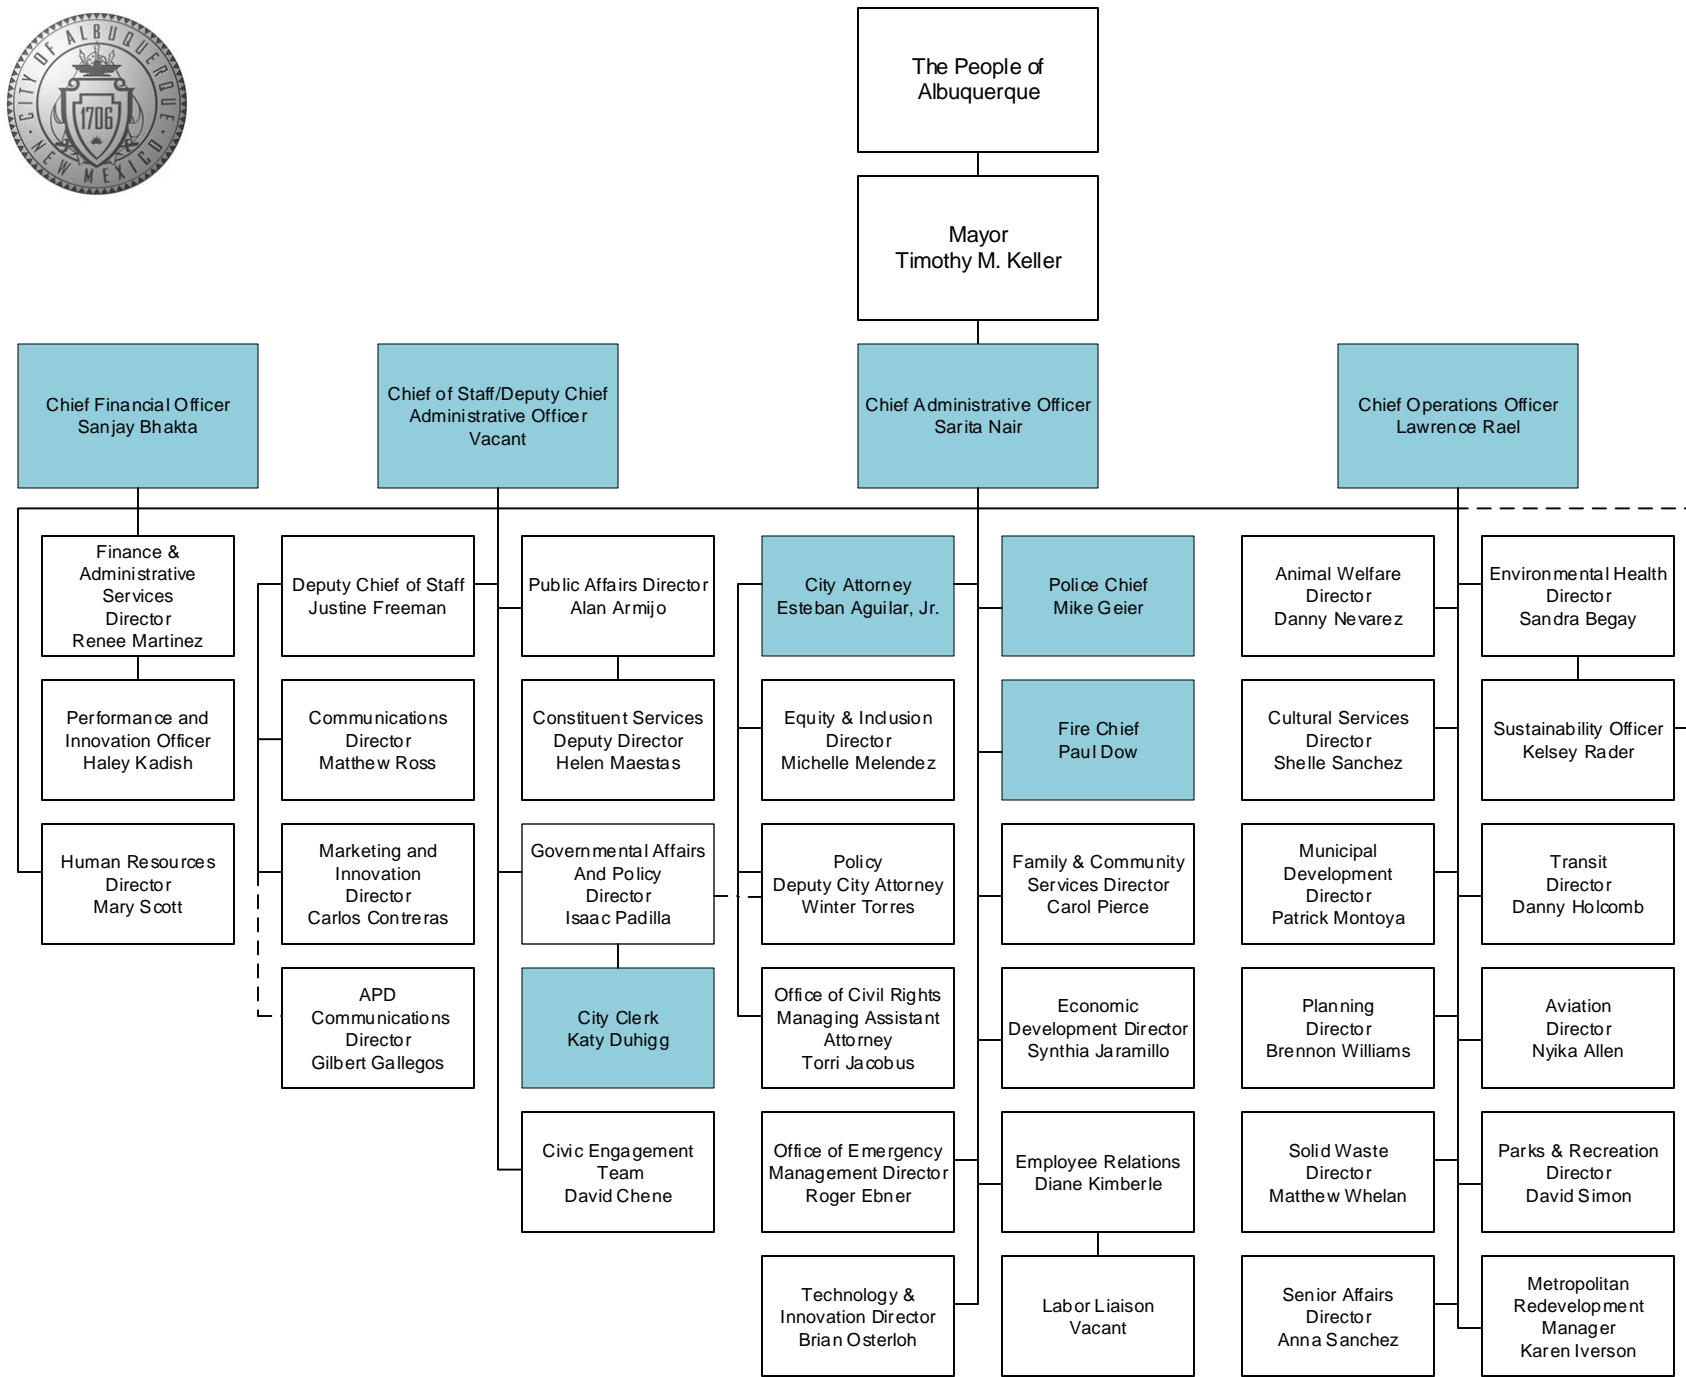 CITY OF ALBUQUERQUE
NEW MEXICO
1706
The People of
Albuquerque
Mayor
Timothy M. Keller
Chief Financial Officer
Sanjay Bhakta
Chief of Staff/Deputy Chief
Administrative Officer
Vacant
Chief Administrative Officer
Sarita Nair
Chief Operations Officer
Lawrence Rael
Finance &
Administrative
Services
Director
Renee Martinez
Deputy Chief of Staff
Justine Freeman
Public Affairs Director
Alan Armijo
City Attorney
Esteban Aguilar, Jr.
Police Chief
Mike Geier
Animal Welfare
Director
Danny Nevarez
Environmental Health
Director
Sandra Begay
Performance and
Innovation Officer
Haley Kadish
Communications
Director
Matthew Ross
Constituent Services
Deputy Director
Helen Maestas
Equity & Inclusion
Director
Michelle Melendez
Fire Chief
Paul Dow
Cultural Services
Director
Shelle Sanchez
Sustainability Officer
Kelsey Rader
Human Resources
Director
Mary Scott
Marketing and
Innovation
Director
Carlos Contreras
Governmental Affairs
And Policy
Director
Isaac Padilla
Policy
Deputy City Attorney
Winter Torres
Family & Community
Services Director
Carol Pierce
Municipal
Development
Director
Patrick Montoya
Transit
Director
Danny Holcomb
APD
Communications
Director
Gilbert Gallegos
City Clerk
Katy Duhigg
Office of Civil Rights
Managing Assistant
Attorney
Torri Jacobus
Economic
Development Director
Synthia Jaramillo
Planning
Director
Brennon Williams
Aviation
Director
Nyika Allen
Civic Engagement
Team
David Chene
Office of Emergency
Management Director
Roger Ebner
Employee Relations
Diane Kimberle
Solid Waste
Director
Matthew Whelan
Parks & Recreation
Director
David Simon
Technology &
Innovation Director
Brian Osterloh
Labor Liaison
Vacant
Senior Affairs
Director
Anna Sanchez
Metropolitan
Redevelopment
Manager
Karen Iverson